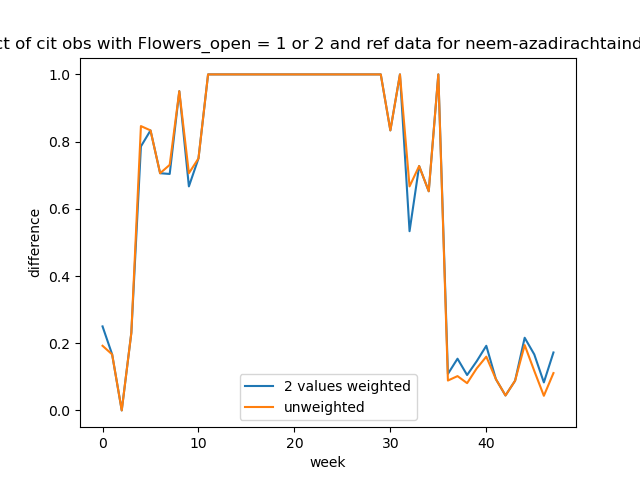 ct of cit obs with Flowers_open = 1 or 2 and ref data for neem-azadirachtaind
1.0
0.8
0.6
0.4
0.2
0.0
difference
2 values weighted
unweighted
0 10 20 30 40
week